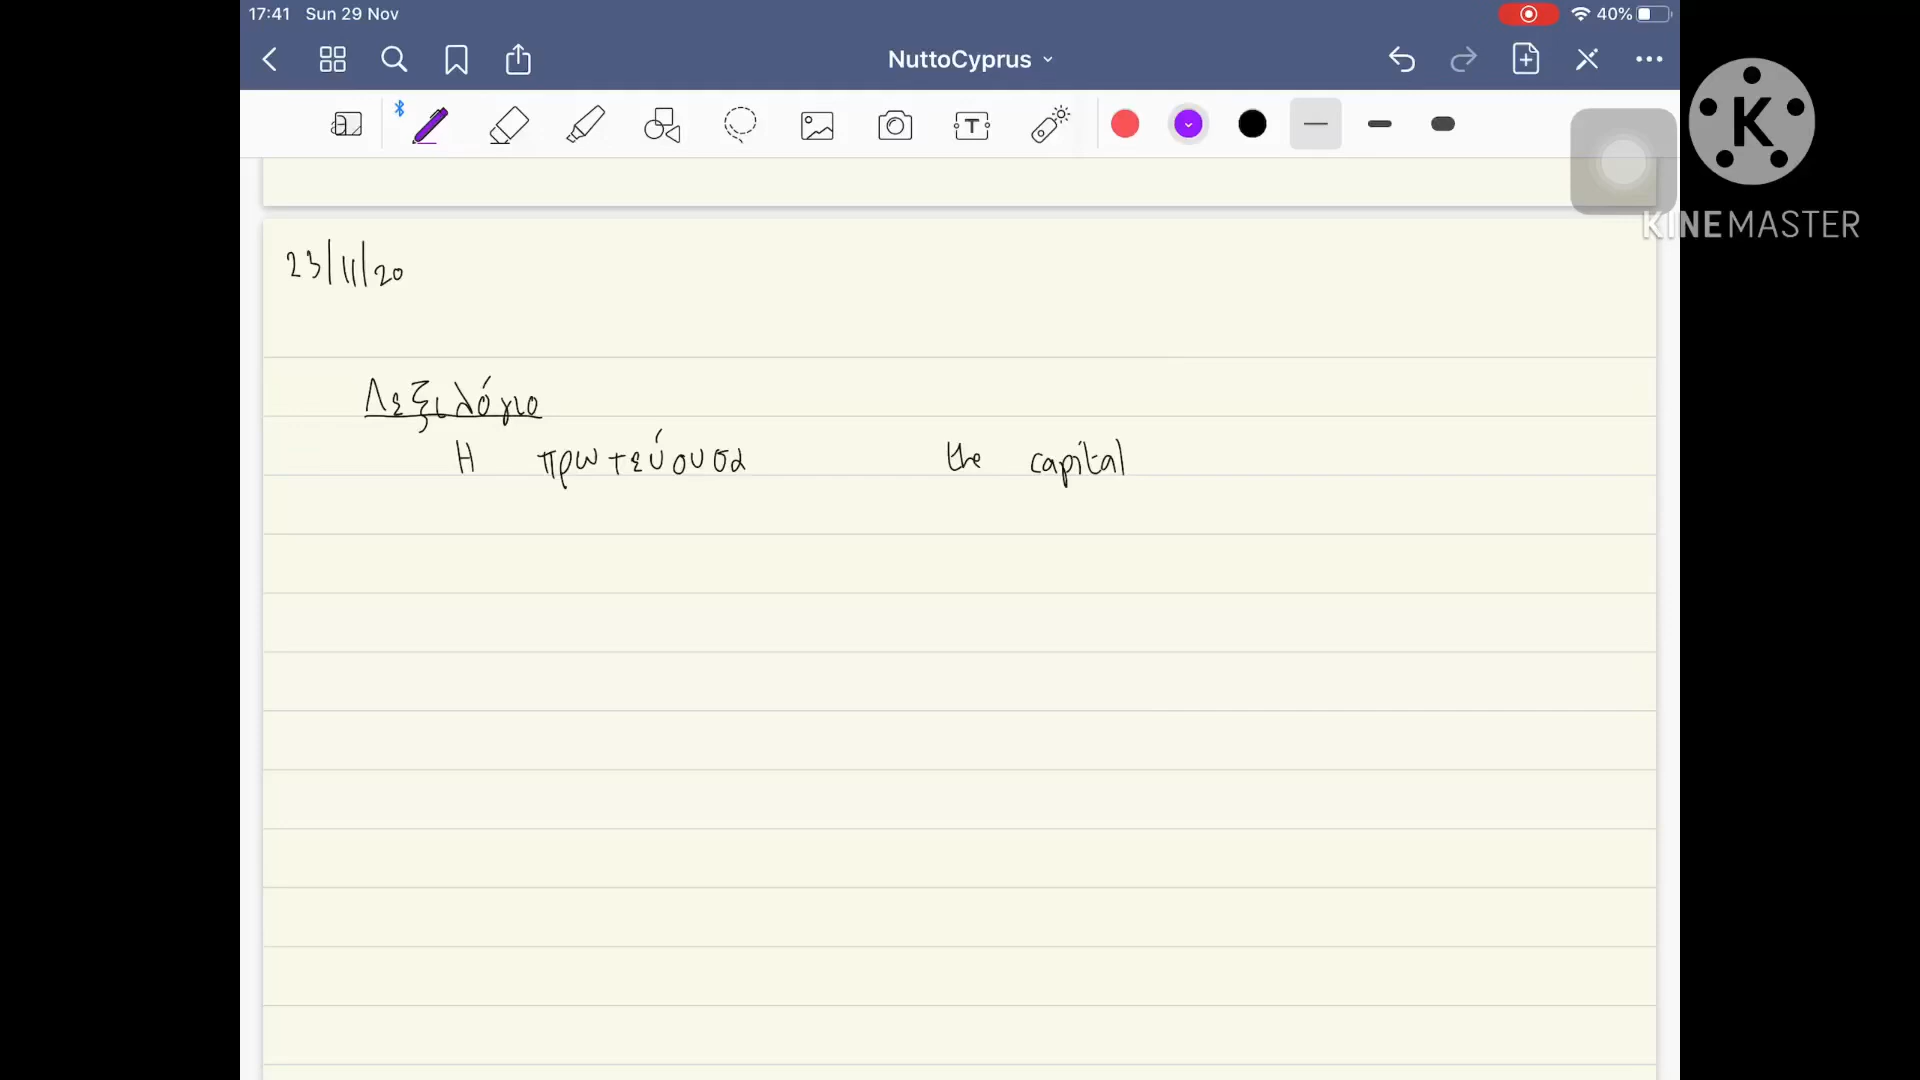 17:41 Sun 29 Nov 40%
NuttoCyprus
KINEMASTER
23/11/20
Λεξιλόγιο
Η πρωτεύουσα the capital